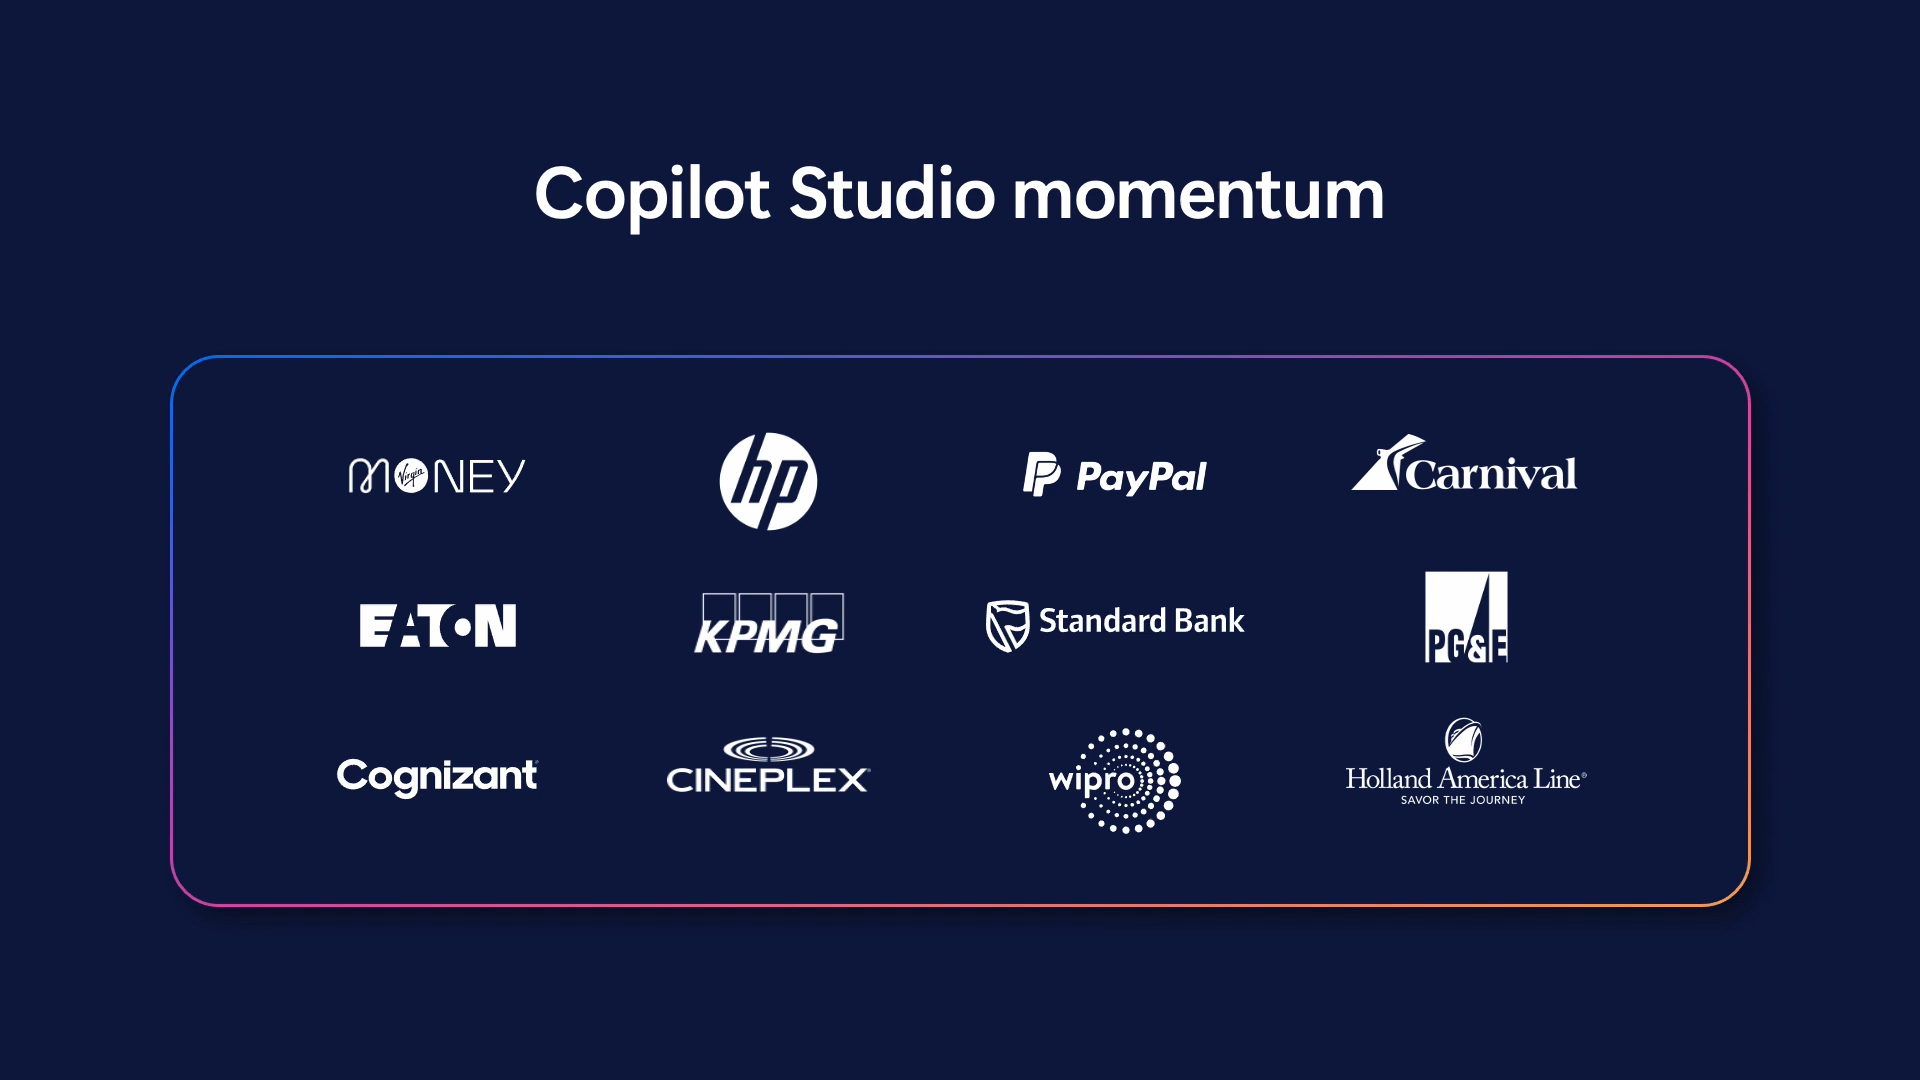 Copilot Studio momentum
Virgin MONEY
hp
PayPal
Carnival
EATON
KPMG
Standard Bank
PG&E
Cognizant
CINEPLEX
wipro
Holland America Line®
SAVOR THE JOURNEY